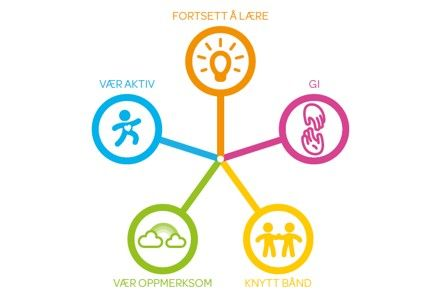 FORTSETT Å LÆRE
VÆR AKTIV
GI
VÆR OPPMERKSOM
KNYTT BÅND